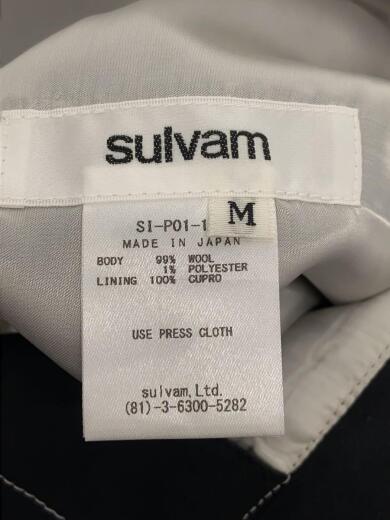 sulvam
M
SI-P01-1
MADE IN JAPAN
BODY 99% WOOL
1% POLYESTER
LINING 100% CUPRO
USE PRESS CLOTH
sulvam,Ltd.
(81)-3-6300-5282